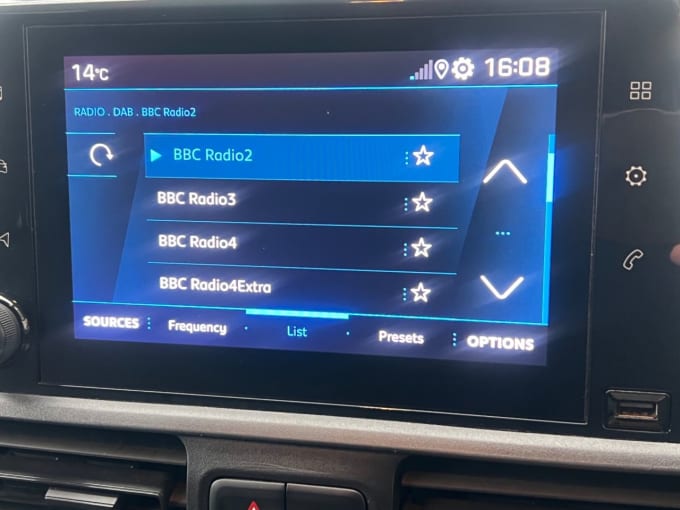 14°C 16:08
RADIO . DAB . BBC Radio2
BBC Radio2
BBC Radio3
BBC Radio4
BBC Radio4Extra
SOURCES Frequency List Presets OPTIONS